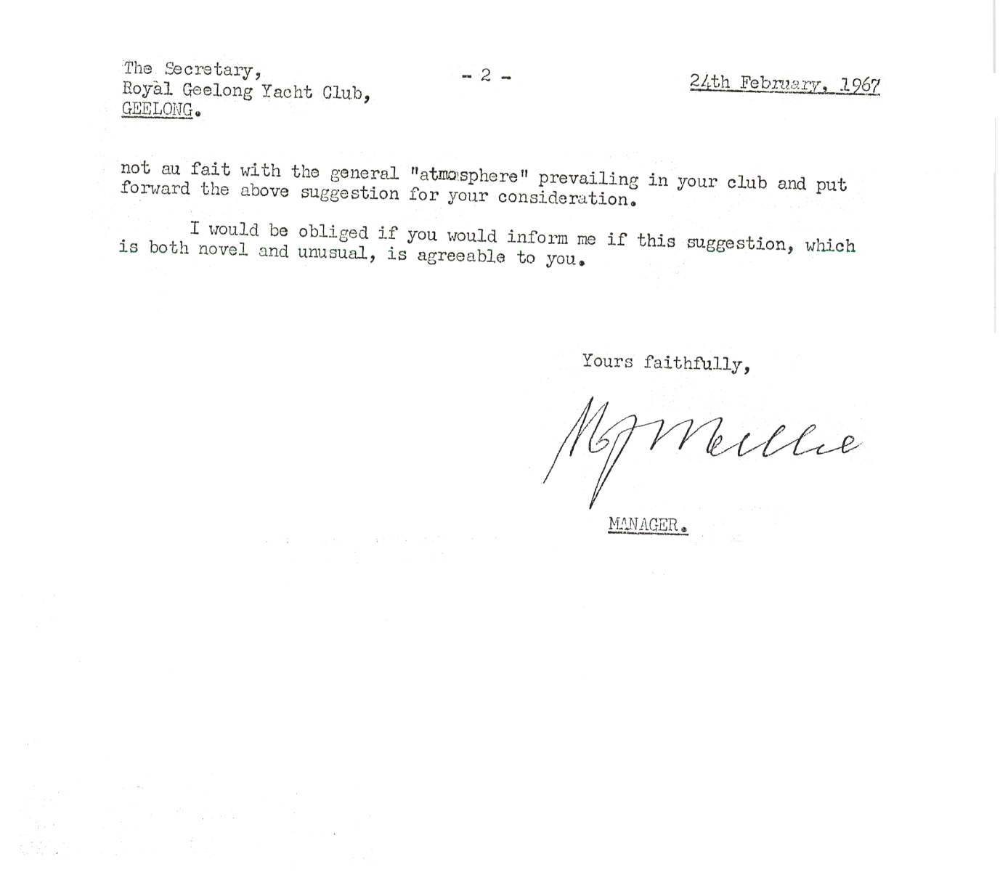 The Secretary,
Royal Geelong Yacht Club,
GEELONG.
- 2 -
24th February, 1967
not au fait with the general "atmosphere" prevailing in your club and put
forward the above suggestion for your consideration.
I would be obliged if you would inform me if this suggestion, which
is both novel and unusual, is agreeable to you.
Yours faithfully,
MANAGER.